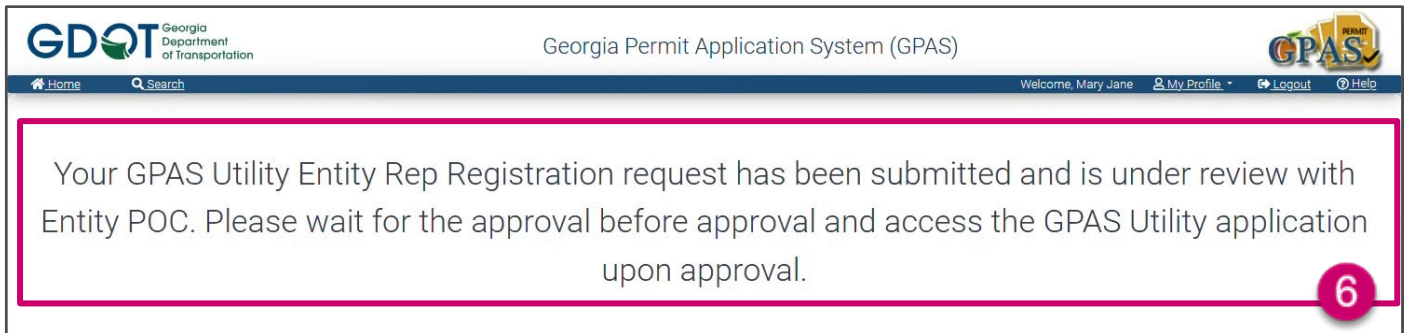 GDOT Georgia
Department
of Transportation
Georgia Permit Application System (GPAS)
PERMIT
GPAS
Home Search Welcome, Mary Jane My Profile Logout Help
Your GPAS Utility Entity Rep Registration request has been submitted and is under review with
Entity POC. Please wait for the approval before approval and access the GPAS Utility application
upon approval.
6